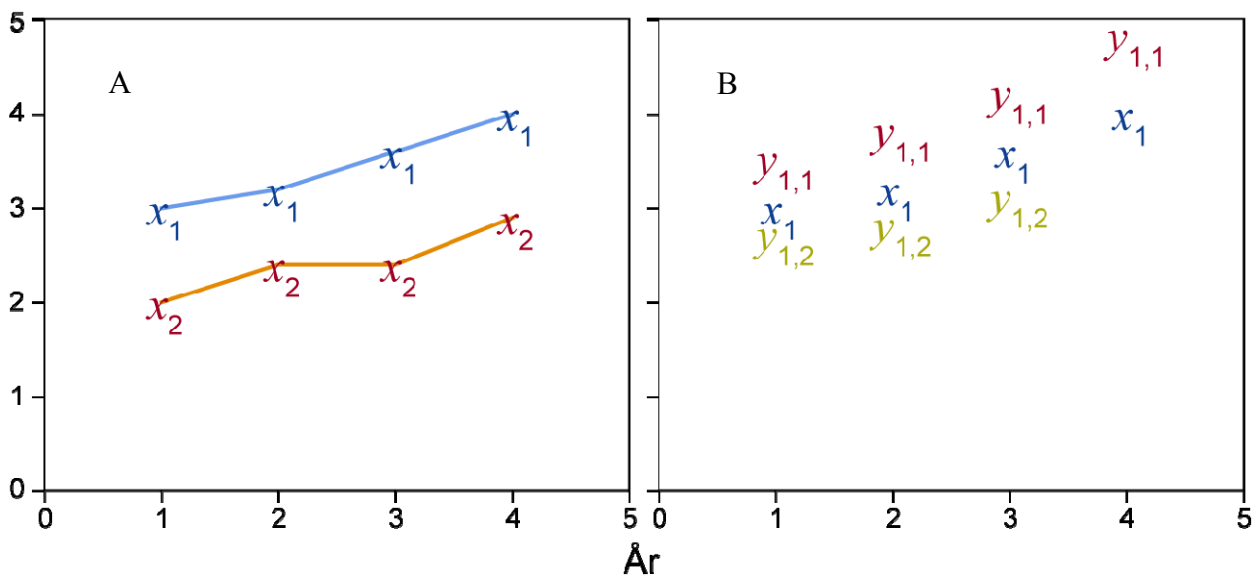 5
4
3
2
1
0
A
x₁ x₁ x₁ x₁
x₂ x₂ x₂ x₂
0 1 2 3 4 5
B
y₁,₁ y₁,₁ y₁,₁ y₁,₁
x₁ x₁ x₁ x₁
y₁,₂ y₁,₂ y₁,₂
0 1 2 3 4 5
År